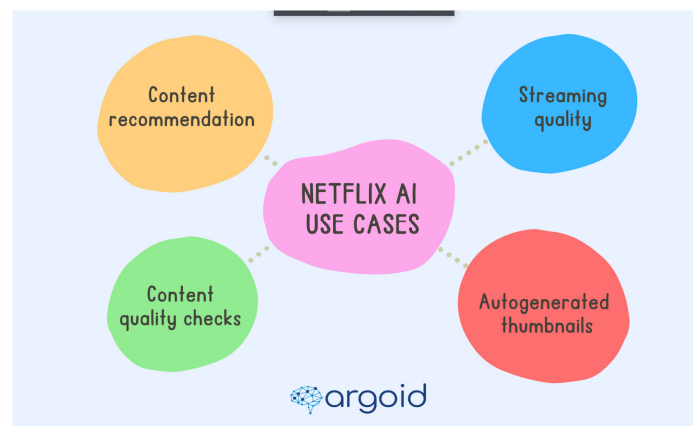 Content
recommendation
Streaming
quality
NETFLIX AI
USE CASES
Content
quality checks
Autogenerated
thumbnails
argoid